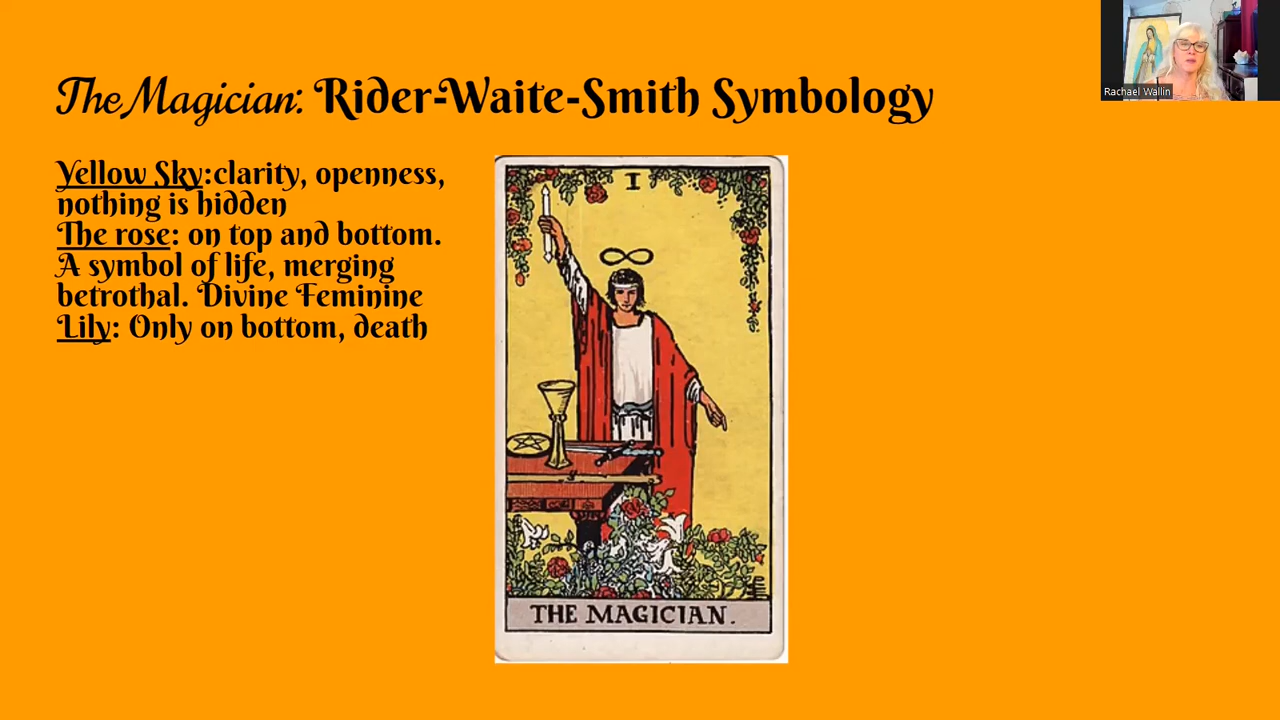 The Magician: Rider-Waite-Smith Symbology
Rachael Wallin
Yellow Sky:clarity, openness,
nothing is hidden
The rose: on top and bottom.
A symbol of life, merging
betrothal. Divine Feminine
Lily: Only on bottom, death
I
THE MAGICIAN.